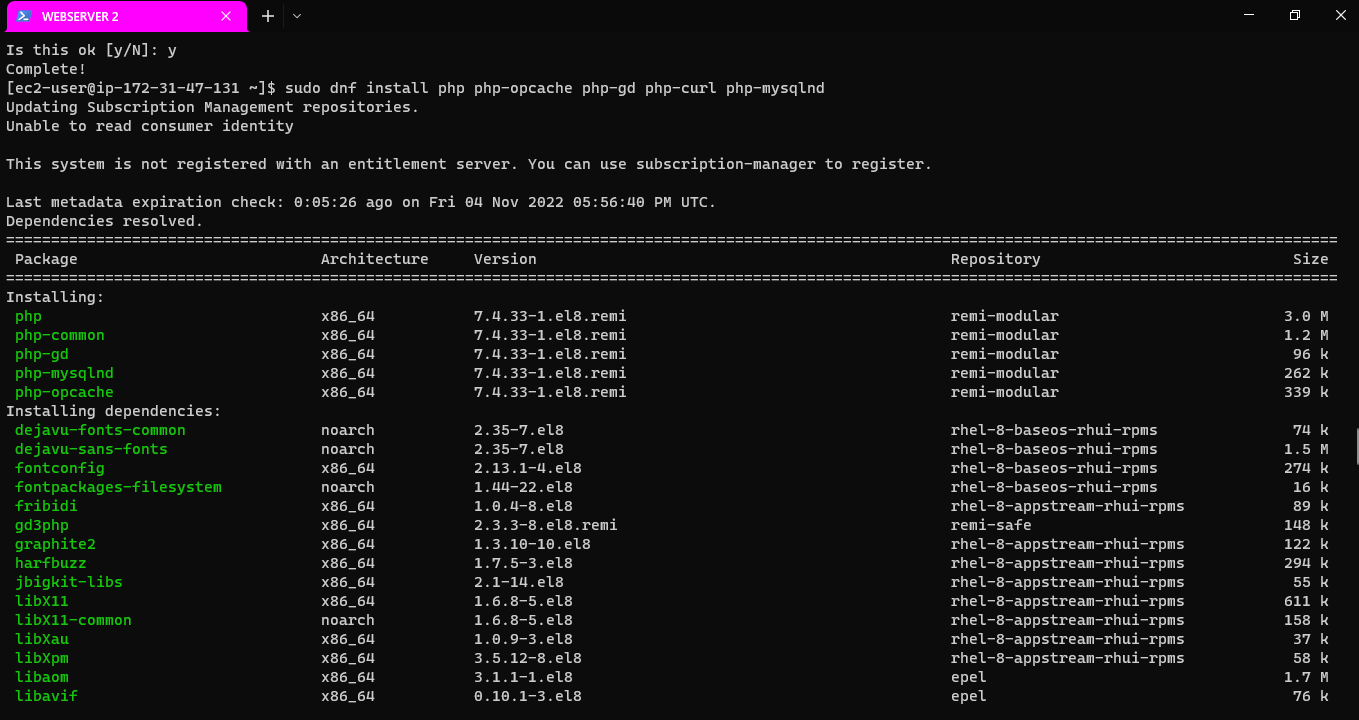 WEBSERVER 2
Is this ok [y/N]: y
Complete!
[ec2-user@ip-172-31-47-131 ~]$ sudo dnf install php php-opcache php-gd php-curl php-mysqlnd
Updating Subscription Management repositories.
Unable to read consumer identity
This system is not registered with an entitlement server. You can use subscription-manager to register.
Last metadata expiration check: 0:05:26 ago on Fri 04 Nov 2022 05:56:40 PM UTC.
Dependencies resolved.
====================================================================================================================================================
Package Architecture Version Repository Size
====================================================================================================================================================
Installing:
php x86_64 7.4.33-1.el8.remi remi-modular 3.0 M
php-common x86_64 7.4.33-1.el8.remi remi-modular 1.2 M
php-gd x86_64 7.4.33-1.el8.remi remi-modular 96 k
php-mysqlnd x86_64 7.4.33-1.el8.remi remi-modular 262 k
php-opcache x86_64 7.4.33-1.el8.remi remi-modular 339 k
Installing dependencies:
dejavu-fonts-common noarch 2.35-7.el8 rhel-8-baseos-rhui-rpms 74 k
dejavu-sans-fonts noarch 2.35-7.el8 rhel-8-baseos-rhui-rpms 1.5 M
fontconfig x86_64 2.13.1-4.el8 rhel-8-baseos-rhui-rpms 274 k
fontpackages-filesystem noarch 1.44-22.el8 rhel-8-baseos-rhui-rpms 16 k
fribidi x86_64 1.0.4-8.el8 rhel-8-appstream-rhui-rpms 89 k
gd3php x86_64 2.3.3-8.el8.remi remi-safe 148 k
graphite2 x86_64 1.3.10-10.el8 rhel-8-appstream-rhui-rpms 122 k
harfbuzz x86_64 1.7.5-3.el8 rhel-8-appstream-rhui-rpms 294 k
jbigkit-libs x86_64 2.1-14.el8 rhel-8-appstream-rhui-rpms 55 k
libX11 x86_64 1.6.8-5.el8 rhel-8-appstream-rhui-rpms 611 k
libX11-common noarch 1.6.8-5.el8 rhel-8-appstream-rhui-rpms 158 k
libXau x86_64 1.0.9-3.el8 rhel-8-appstream-rhui-rpms 37 k
libXpm x86_64 3.5.12-8.el8 rhel-8-appstream-rhui-rpms 58 k
libaom x86_64 3.1.1-1.el8 epel 1.7 M
libavif x86_64 0.10.1-3.el8 epel 76 k